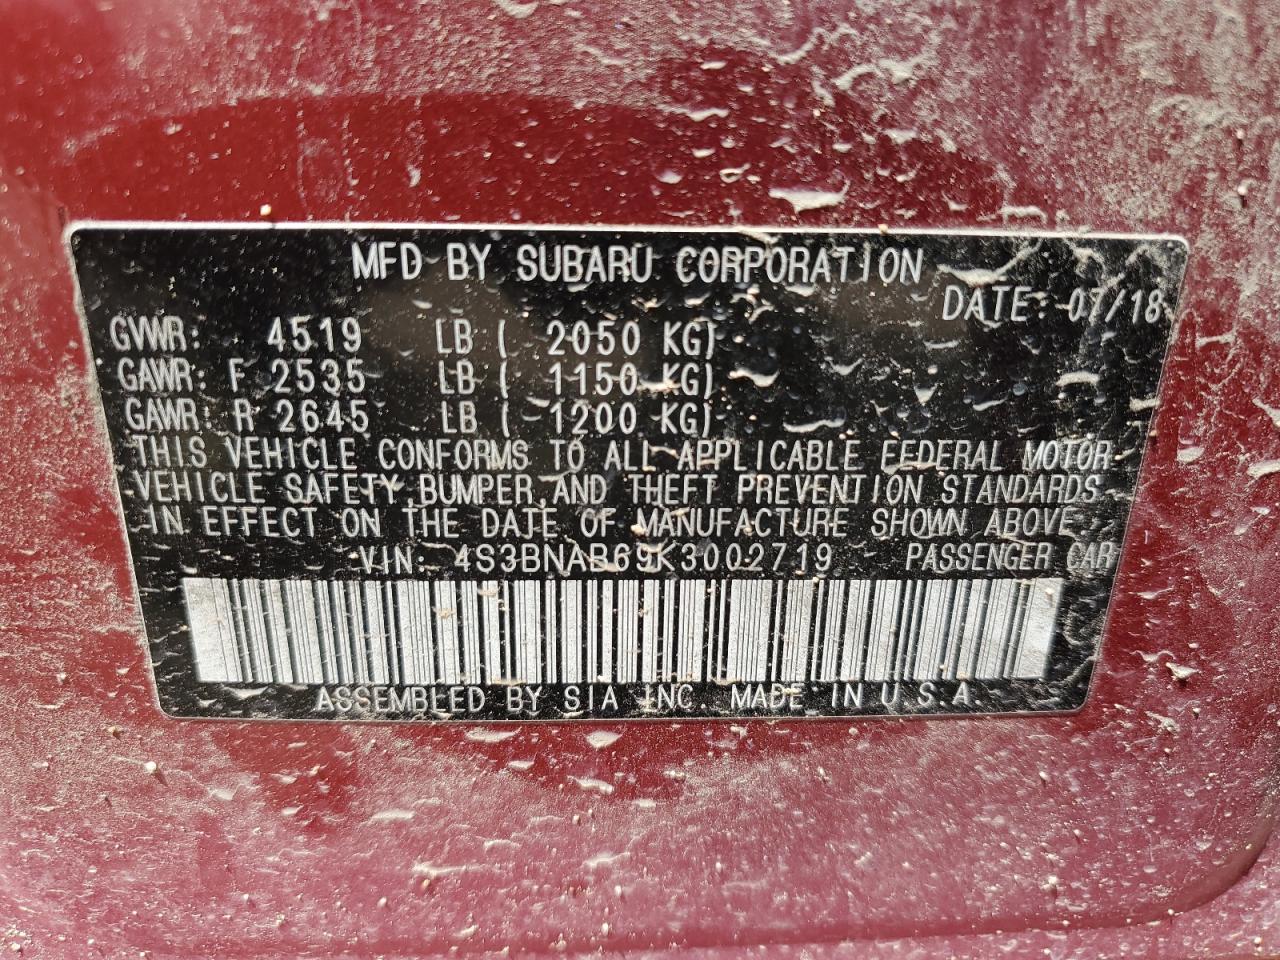 MFD BY SUBARU CORPORATION
DATE: 07/18
GVWR: 4519 LB ( 2050 KG)
GAWR: F 2535 LB ( 1150 KG)
GAWR: R 2645 LB ( 1200 KG)
THIS VEHICLE CONFORMS TO ALL APPLICABLE FEDERAL MOTOR
VEHICLE SAFETY,BUMPER,AND THEFT PREVENTION STANDARDS
IN EFFECT ON THE DATE OF MANUFACTURE SHOWN ABOVE.
VIN: 4S3BNAB69K3002719 PASSENGER CAR
ASSEMBLED BY SIA INC. MADE IN U.S.A.